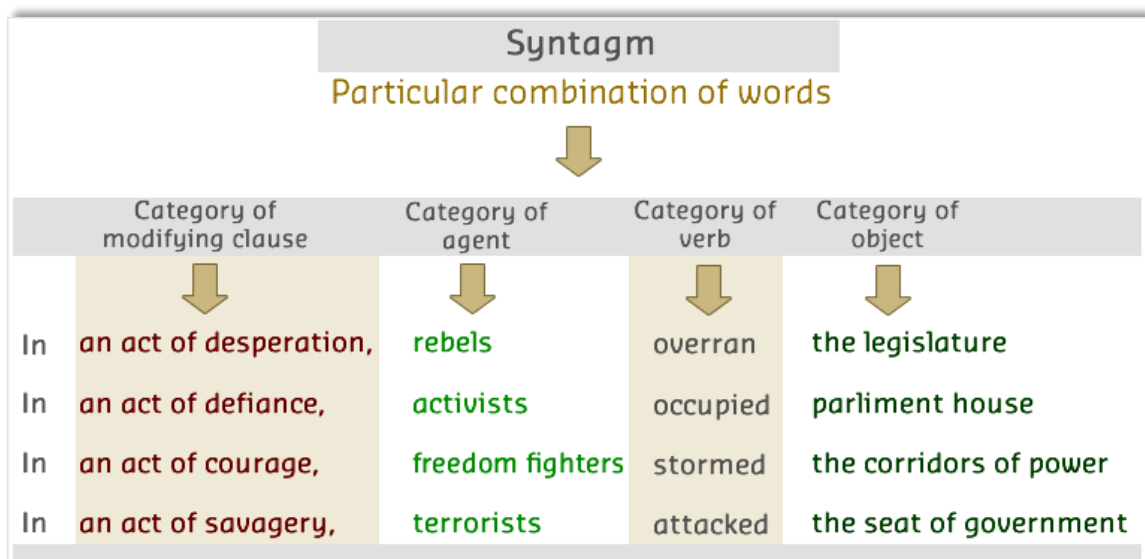 Syntagm
Particular combination of words
Category of modifying clause
Category of agent
Category of verb
Category of object
In an act of desperation, rebels overran the legislature
In an act of defiance, activists occupied parliment house
In an act of courage, freedom fighters stormed the corridors of power
In an act of savagery, terrorists attacked the seat of government